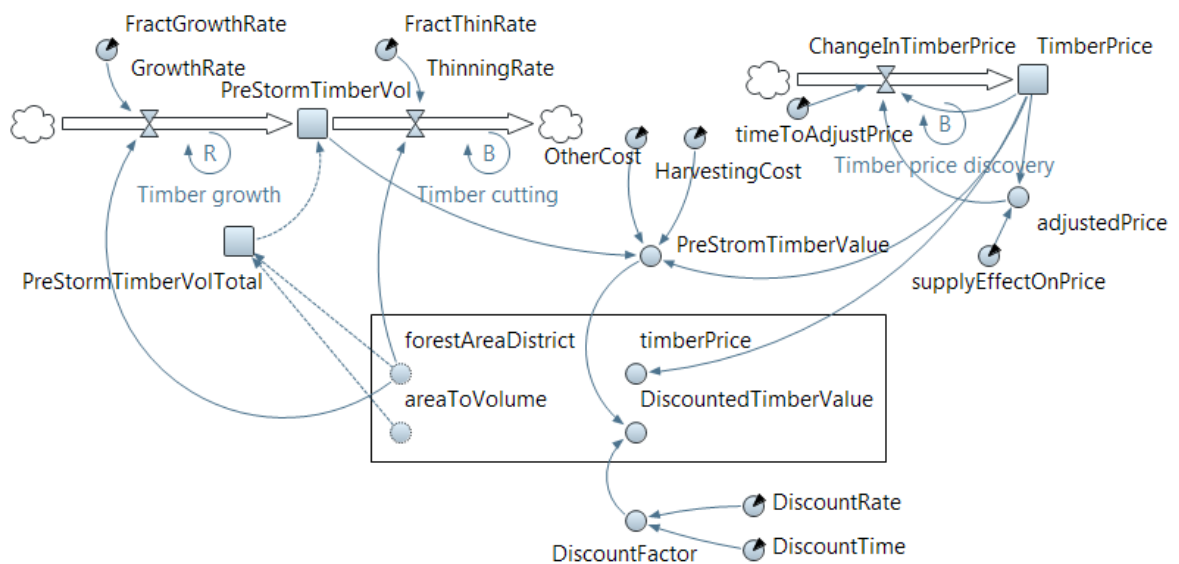 FractGrowthRate
FractThinRate
ChangeInTimberPrice
TimberPrice
GrowthRate
ThinningRate
PreStormTimberVol
timeToAdjustPrice
B
OtherCost
R
B
HarvestingCost
Timber price discovery
Timber growth
Timber cutting
adjustedPrice
PreStromTimberValue
PreStormTimberVolTotal
supplyEffectOnPrice
forestAreaDistrict
timberPrice
areaToVolume
DiscountedTimberValue
DiscountRate
DiscountFactor
DiscountTime